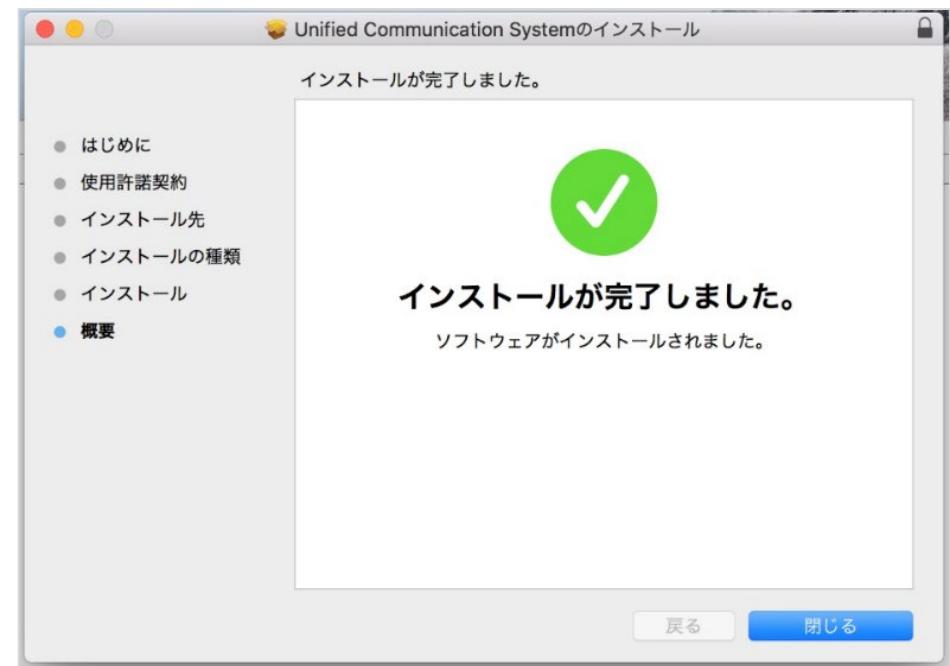 Unified Communication Systemのインストール
インストールが完了しました。
はじめに
使用許諾契約
インストール先
インストールの種類
インストール
概要
インストールが完了しました。
ソフトウェアがインストールされました。
戻る
閉じる